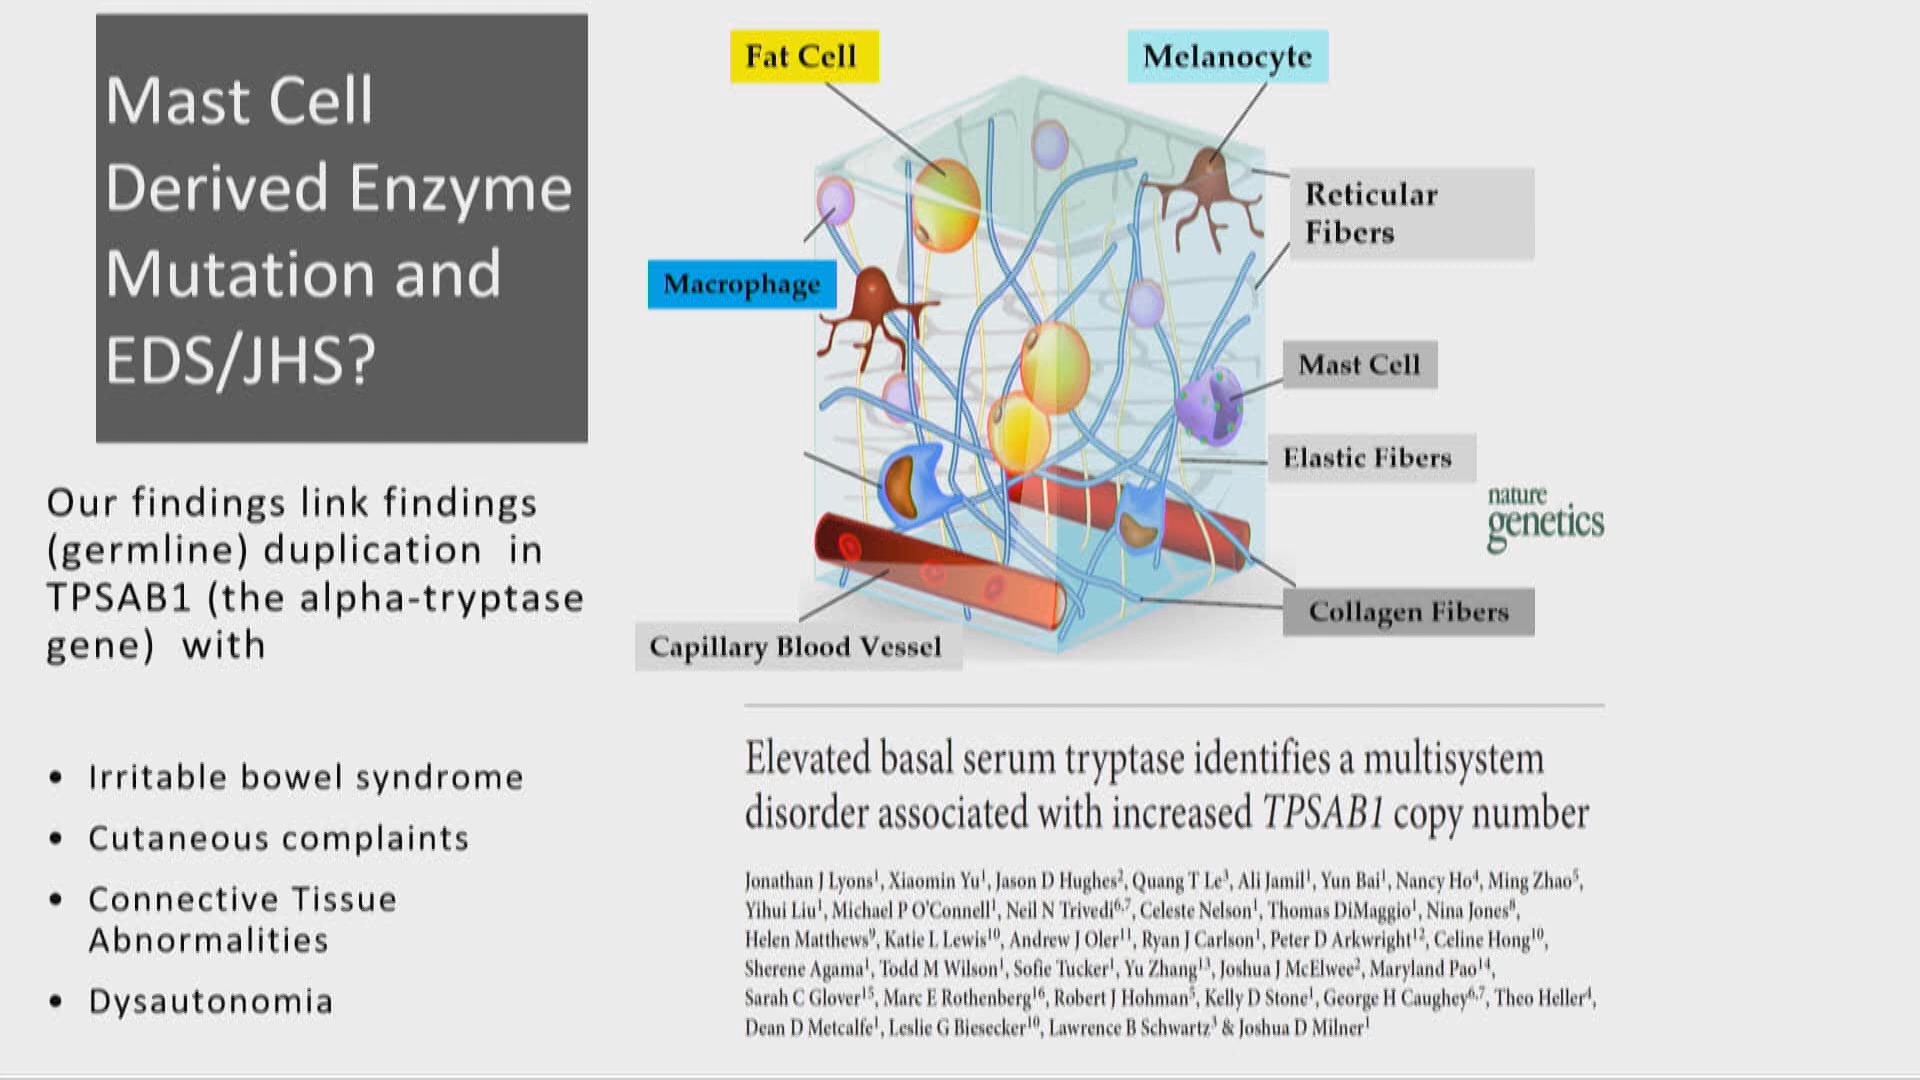 Mast Cell
Derived Enzyme
Mutation and
EDS/JHS?
Our findings link findings
(germline) duplication in
TPSAB1 (the alpha-tryptase
gene) with
• Irritable bowel syndrome
• Cutaneous complaints
• Connective Tissue
Abnormalities
• Dysautonomia
Fat Cell
Melanocyte
Reticular
Fibers
Macrophage
Mast Cell
Elastic Fibers
nature
genetics
Collagen Fibers
Capillary Blood Vessel
Elevated basal serum tryptase identifies a multisystem
disorder associated with increased TPSAB1 copy number
Jonathan J Lyons¹, Xiaomin Yu¹, Jason D Hughes², Quang T Le³, Ali Jamil¹, Yun Bai¹, Nancy Ho⁴, Ming Zhao⁵,
Yihui Liu¹, Michael P O'Connell¹, Neil N Trivedi⁶,⁷, Celeste Nelson¹, Thomas DiMaggio¹, Nina Jones⁸,
Helen Matthews⁹, Katie L Lewis¹⁰, Andrew J Oler¹¹, Ryan J Carlson¹, Peter D Arkwright¹², Celine Hong¹⁰,
Sherene Agama¹, Todd M Wilson¹, Sofie Tucker¹, Yu Zhang¹³, Joshua J McElwee², Maryland Pao¹⁴,
Sarah C Glover¹⁵, Marc E Rothenberg¹⁶, Robert J Hohman⁵, Kelly D Stone¹, George H Caughey⁶,⁷, Theo Heller⁴,
Dean D Metcalfe¹, Leslie G Biesecker¹⁰, Lawrence B Schwartz³ & Joshua D Milner¹